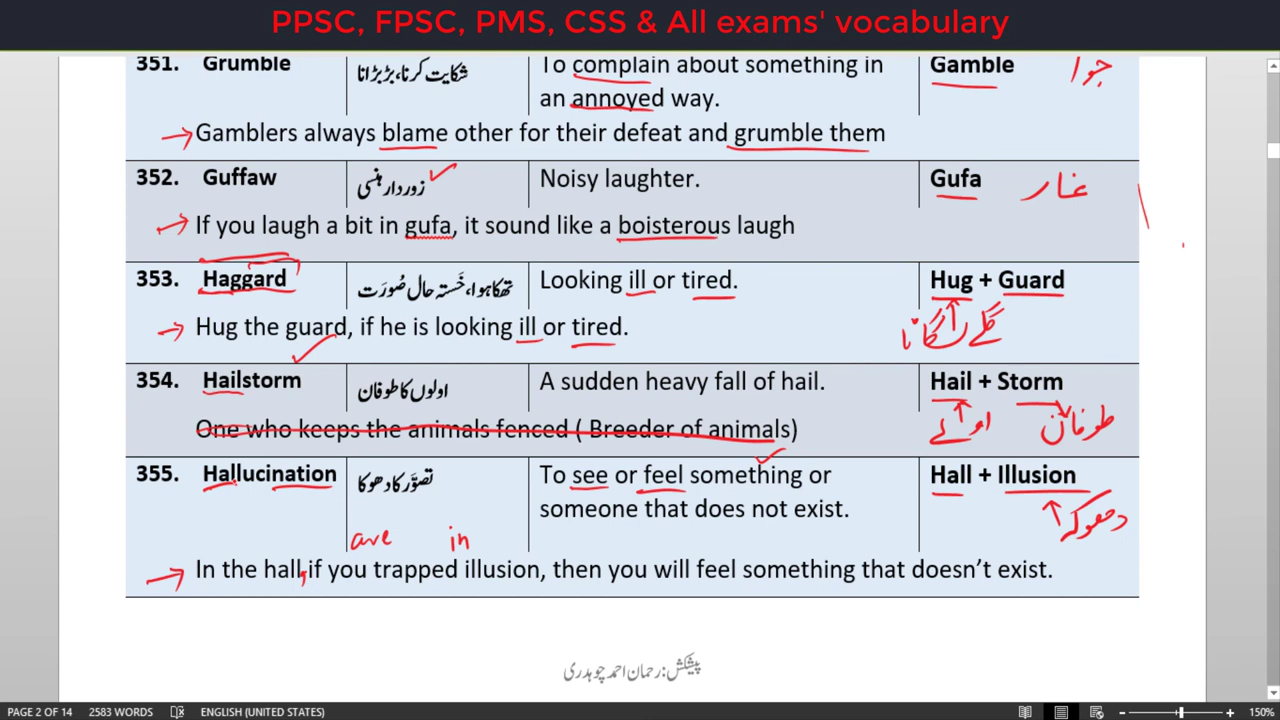 PPSC, FPSC, PMS, CSS & All exams' vocabulary
351. Grumble شکایت کرنا، بڑبڑانا To complain about something in Gamble جوا
an annoyed way.
Gamblers always blame other for their defeat and grumble them
352. Guffaw زور دار ہنسی Noisy laughter. Gufa غار
If you laugh a bit in gufa, it sound like a boisterous laugh
353. Haggard تھکا ہوا، خَستہ حال صُورَت Looking ill or tired. Hug + Guard
Hug the guard, if he is looking ill or tired. گلے لگانا
354. Hailstorm اولوں کا طوفان A sudden heavy fall of hail. Hail + Storm
One who keeps the animals fenced ( Breeder of animals) اولے طوفان
355. Hallucination تصوَّر کا دھوکا To see or feel something or Hall + Illusion
someone that does not exist. دھوکہ
are in
In the hall,if you trapped illusion, then you will feel something that doesn't exist.
پیشکش: رحمان احمد چوہدری
PAGE 2 OF 14 2583 WORDS ENGLISH (UNITED STATES) 150%